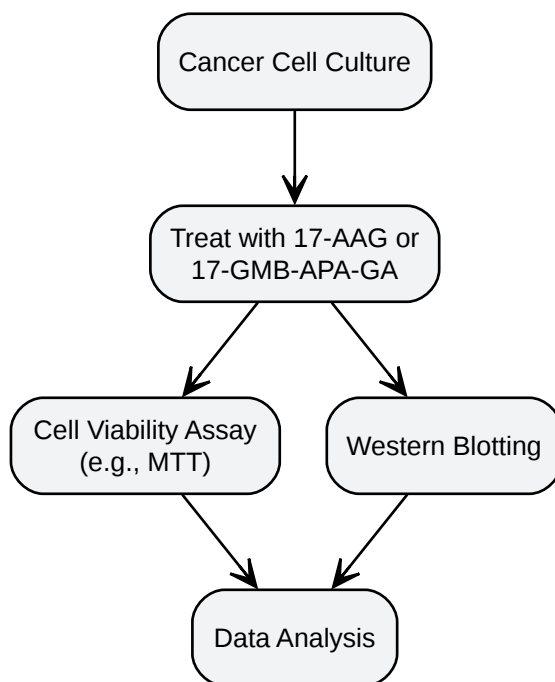 Cancer Cell Culture
Treat with 17-AAG or
17-GMB-APA-GA
Cell Viability Assay
(e.g., MTT)
Western Blotting
Data Analysis